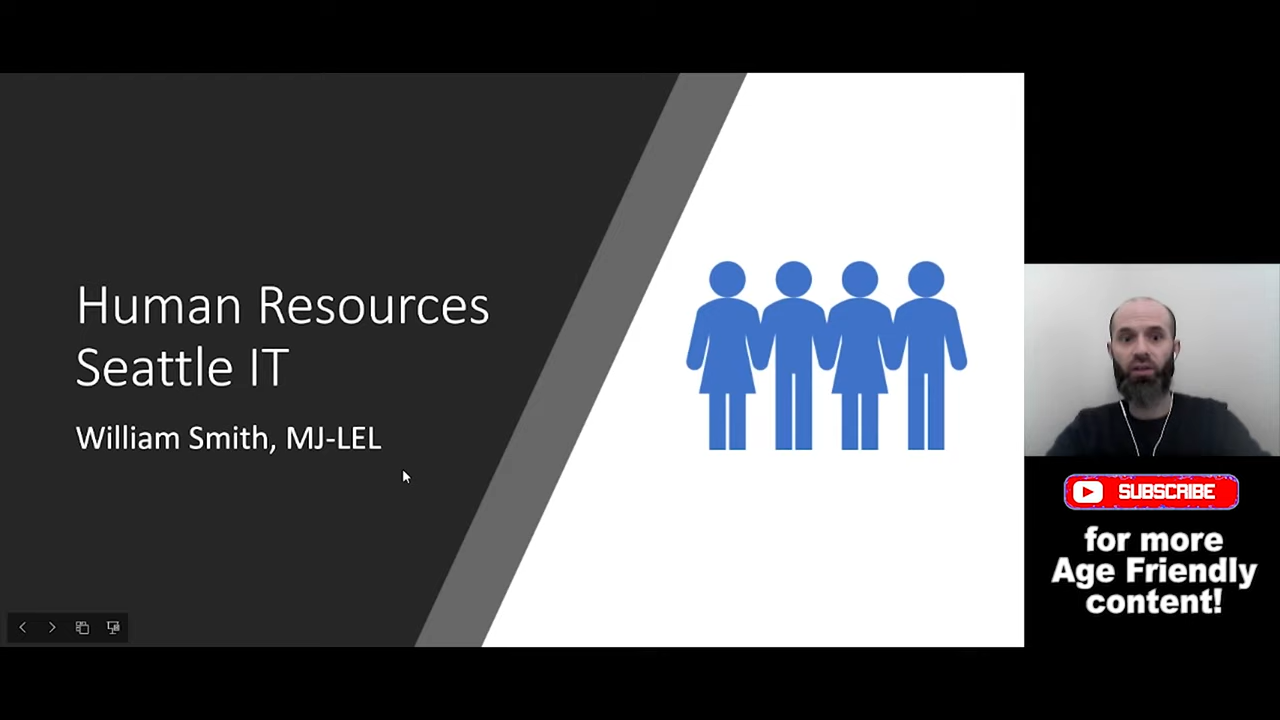 Human Resources
Seattle IT
William Smith, MJ-LEL
SUBSCRIBE
for more
Age Friendly
content!